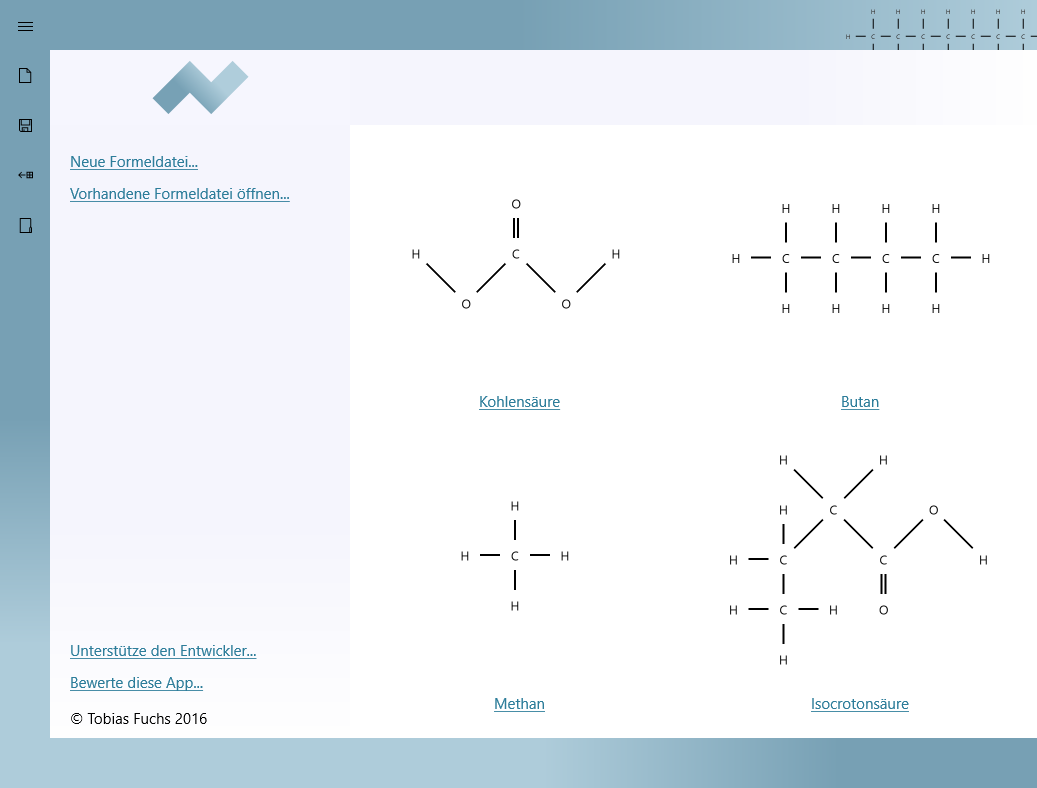 H H H H H H H
H C C C C C C C
Neue Formeldatei...
Vorhandene Formeldatei öffnen...
O
H C H
O O
Kohlensäure
H H H H
H C C C C H
H H H H
Butan
H
H C H
H
Methan
H H
H C O
H C C H
H C H O
H
Isocrotonsäure
Unterstütze den Entwickler...
Bewerte diese App...
© Tobias Fuchs 2016